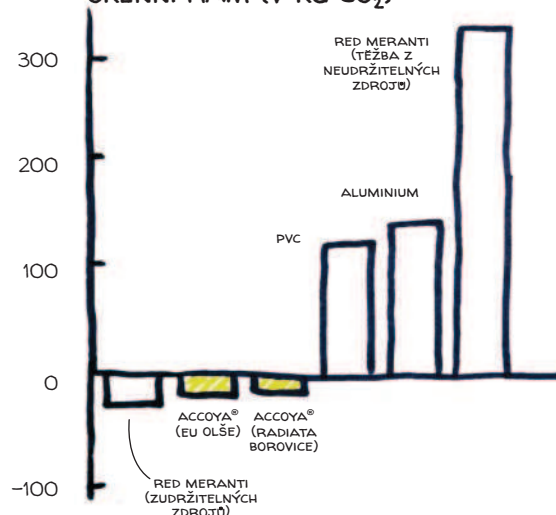 300
RED MERANTI
(TĚŽBA Z
NEUDRŽITELNÝCH
ZDROJŮ)
200
ALUMINIUM
PVC
100
0
ACCOYA®
(EU OLŠE)
ACCOYA®
(RADIATA
BOROVICE)
-100
RED MERANTI
(ZUDRŽITELNÝCH
ZDROJŮ)